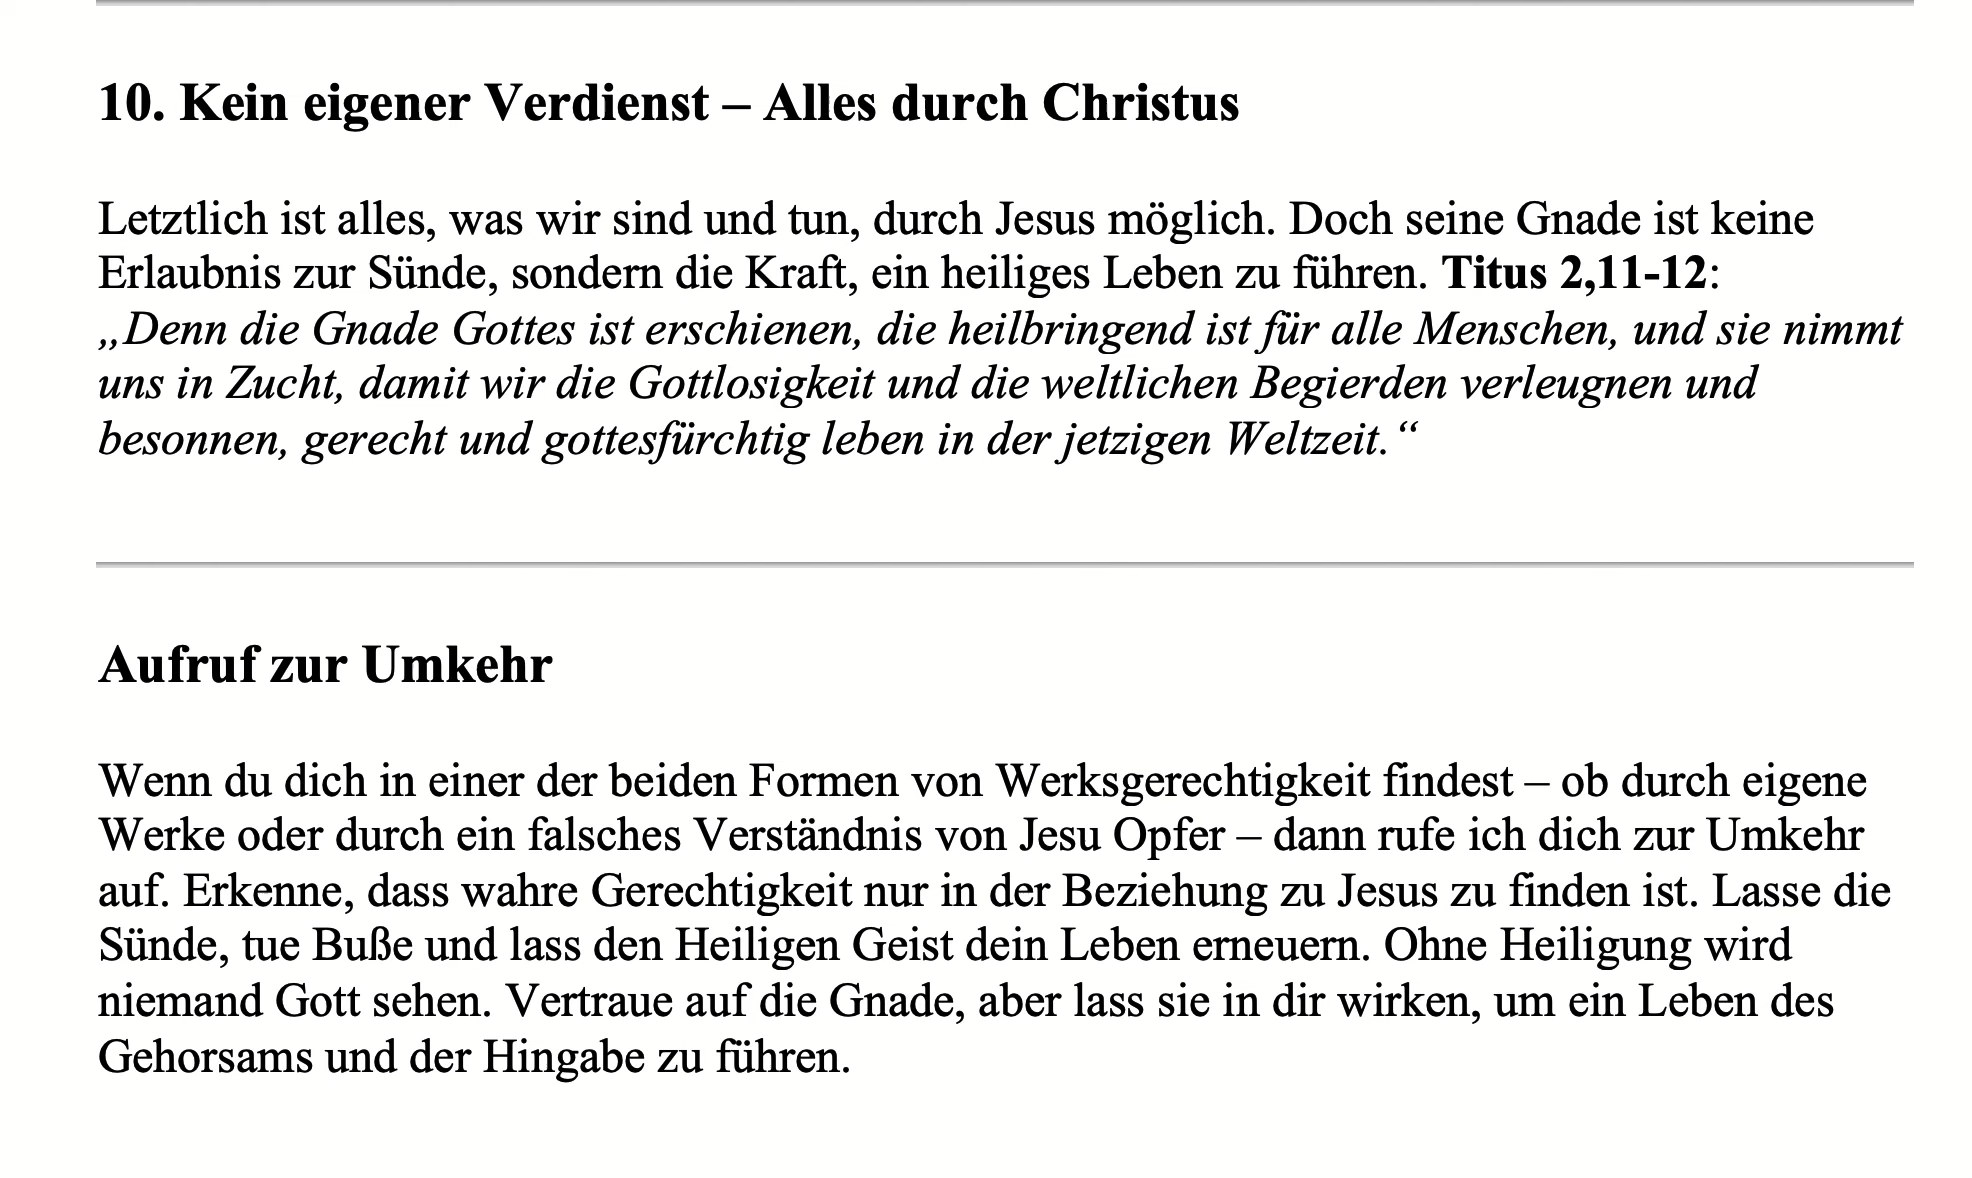 10. Kein eigener Verdienst – Alles durch Christus
Letztlich ist alles, was wir sind und tun, durch Jesus möglich. Doch seine Gnade ist keine
Erlaubnis zur Sünde, sondern die Kraft, ein heiliges Leben zu führen. Titus 2,11-12:
„Denn die Gnade Gottes ist erschienen, die heilbringend ist für alle Menschen, und sie nimmt
uns in Zucht, damit wir die Gottlosigkeit und die weltlichen Begierden verleugnen und
besonnen, gerecht und gottesfürchtig leben in der jetzigen Weltzeit.“
Aufruf zur Umkehr
Wenn du dich in einer der beiden Formen von Werksgerechtigkeit findest – ob durch eigene
Werke oder durch ein falsches Verständnis von Jesu Opfer – dann rufe ich dich zur Umkehr
auf. Erkenne, dass wahre Gerechtigkeit nur in der Beziehung zu Jesus zu finden ist. Lasse die
Sünde, tue Buße und lass den Heiligen Geist dein Leben erneuern. Ohne Heiligung wird
niemand Gott sehen. Vertraue auf die Gnade, aber lass sie in dir wirken, um ein Leben des
Gehorsams und der Hingabe zu führen.